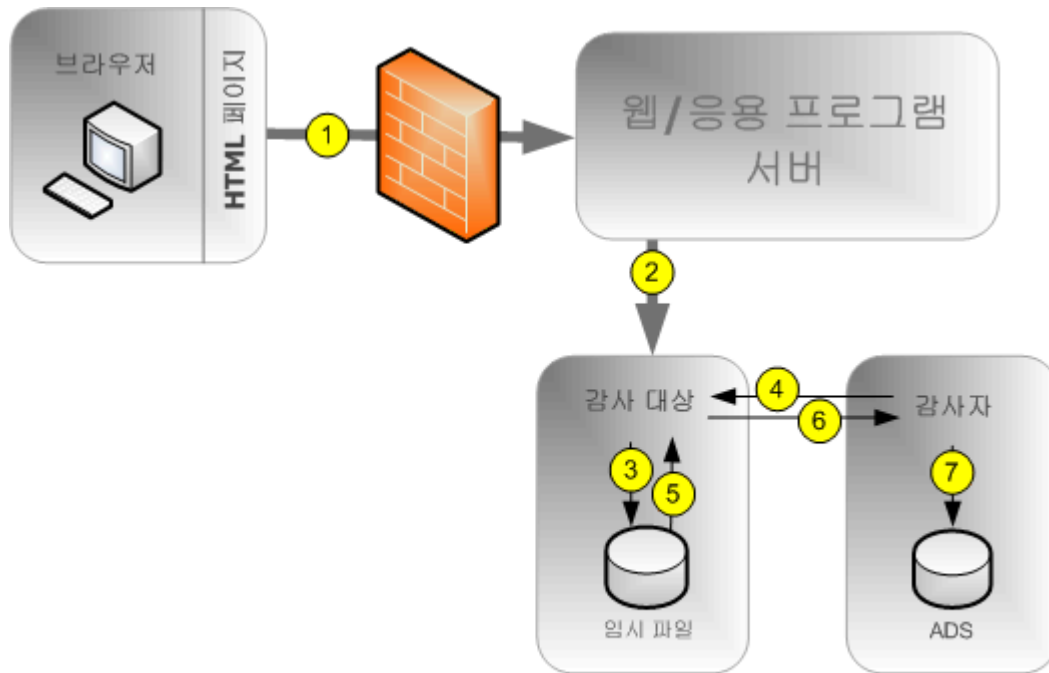 브라우저
HTML 페이지
1
웹/응용 프로그램
서버
2
감사 대상
4
6
감사자
3
5
7
임시 파일
ADS